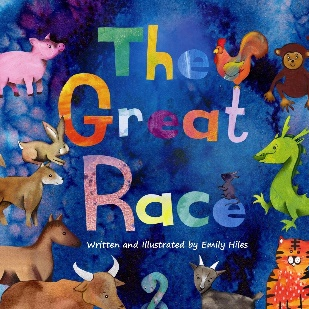 The
Great
Race
Written and Illustrated by Emily Hiles